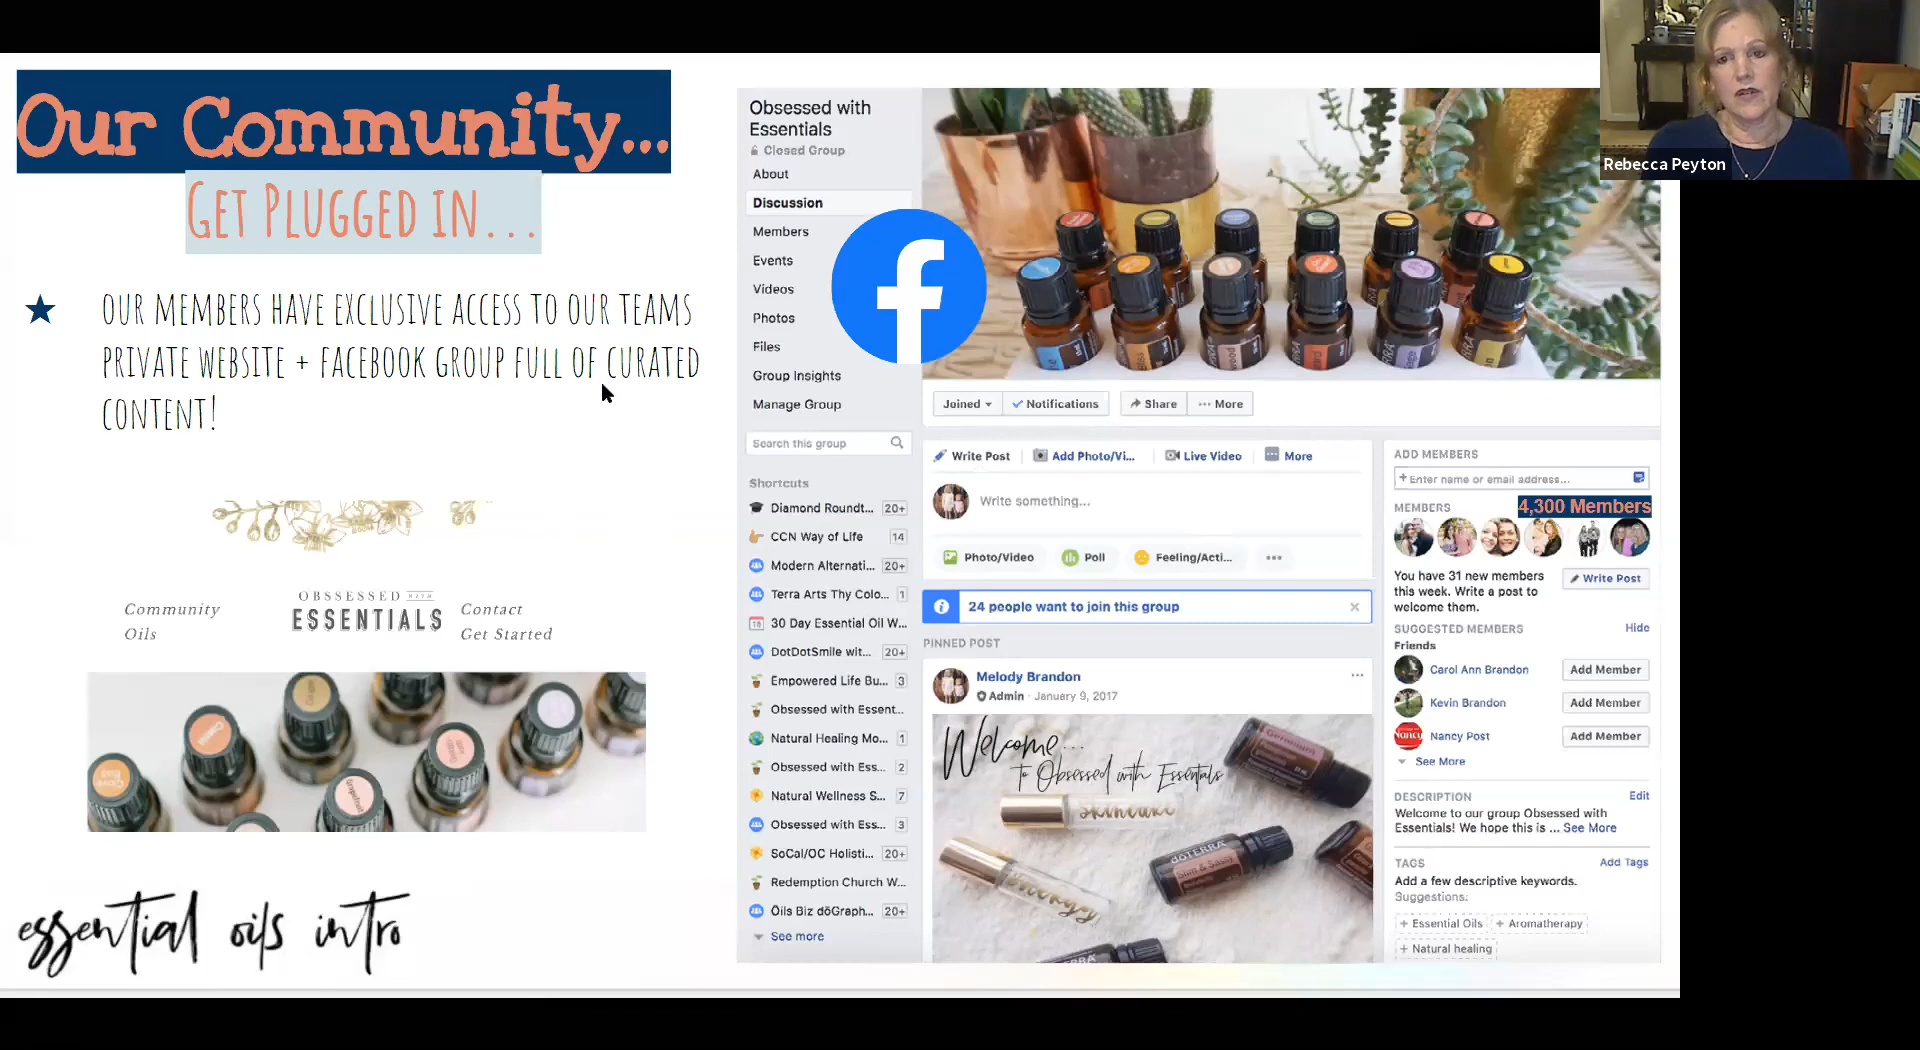 Our Community...
Get Plugged in...
★ our members have exclusive access to our teams
private website + facebook group full of curated
content!
Community
Oils
OBSSESSED WITH
ESSENTIALS
Contact
Get Started
essential oils intro
Obsessed with
Essentials
Closed Group
About
Discussion
Members
Events
Videos
Photos
Files
Group Insights
Manage Group
Search this group
Shortcuts
Diamond Roundt... 20+
CCN Way of Life 14
Modern Alternati... 20+
Terra Arts Thy Colo... 1
30 Day Essential Oil W...
DotDotSmile wit... 20+
Empowered Life Bu... 3
Obsessed with Essent...
Natural Healing Mo... 1
Obsessed with Ess... 2
Natural Wellness S... 7
Obsessed with Ess... 3
SoCal/OC Holisti... 20+
Redemption Church W...
Oils Biz dōGraph... 20+
See more
Joined
Notifications
Share
More
Write Post
Add Photo/Vi...
Live Video
More
Write something...
Photo/Video
Poll
Feeling/Acti...
24 people want to join this group
PINNED POST
Melody Brandon
Admin · January 9, 2017
Welcome...
to Obsessed with Essentials
Geranium
skincare
energy
dōTERRA
Slim & Sassy
ADD MEMBERS
+ Enter name or email address...
MEMBERS
4,300 Members
You have 31 new members
this week. Write a post to
welcome them.
Write Post
SUGGESTED MEMBERS
Hide
Friends
Carol Ann Brandon
Add Member
Kevin Brandon
Add Member
Nancy Post
Add Member
See More
DESCRIPTION
Edit
Welcome to our group Obsessed with
Essentials! We hope this is ... See More
TAGS
Add Tags
Add a few descriptive keywords.
Suggestions:
+ Essential Oils
+ Aromatherapy
+ Natural healing
Rebecca Peyton